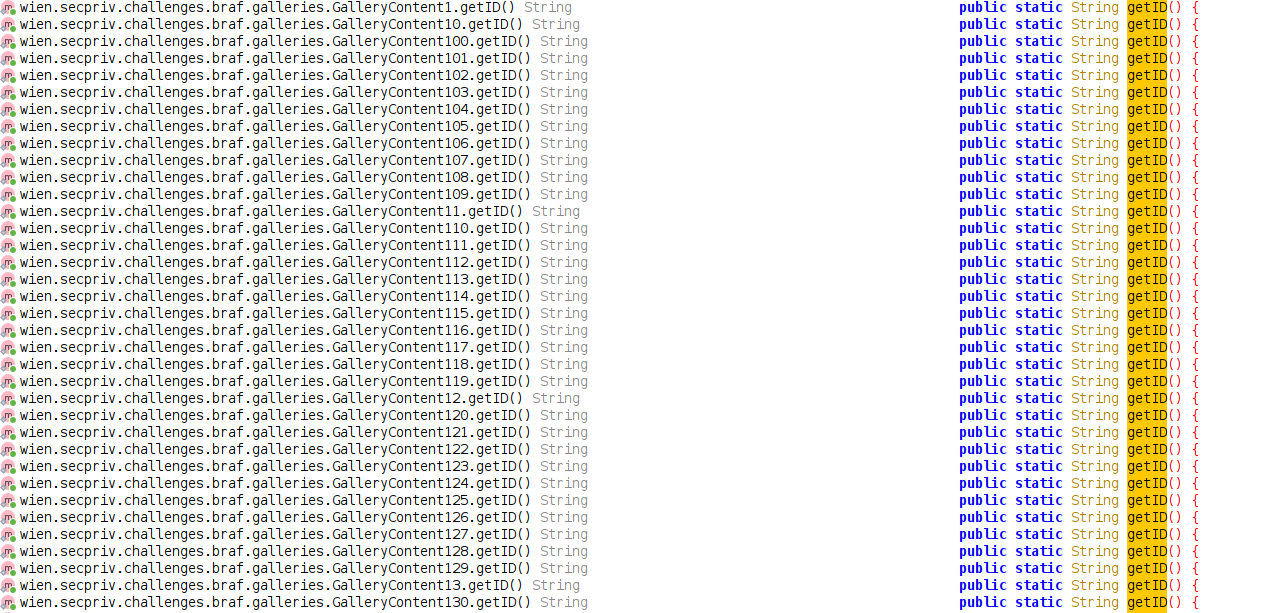 wien.secpriv.challenges.braf.galleries.GalleryContent1.getID() String public static String getID() {
wien.secpriv.challenges.braf.galleries.GalleryContent10.getID() String public static String getID() {
wien.secpriv.challenges.braf.galleries.GalleryContent100.getID() String public static String getID() {
wien.secpriv.challenges.braf.galleries.GalleryContent101.getID() String public static String getID() {
wien.secpriv.challenges.braf.galleries.GalleryContent102.getID() String public static String getID() {
wien.secpriv.challenges.braf.galleries.GalleryContent103.getID() String public static String getID() {
wien.secpriv.challenges.braf.galleries.GalleryContent104.getID() String public static String getID() {
wien.secpriv.challenges.braf.galleries.GalleryContent105.getID() String public static String getID() {
wien.secpriv.challenges.braf.galleries.GalleryContent106.getID() String public static String getID() {
wien.secpriv.challenges.braf.galleries.GalleryContent107.getID() String public static String getID() {
wien.secpriv.challenges.braf.galleries.GalleryContent108.getID() String public static String getID() {
wien.secpriv.challenges.braf.galleries.GalleryContent109.getID() String public static String getID() {
wien.secpriv.challenges.braf.galleries.GalleryContent11.getID() String public static String getID() {
wien.secpriv.challenges.braf.galleries.GalleryContent110.getID() String public static String getID() {
wien.secpriv.challenges.braf.galleries.GalleryContent111.getID() String public static String getID() {
wien.secpriv.challenges.braf.galleries.GalleryContent112.getID() String public static String getID() {
wien.secpriv.challenges.braf.galleries.GalleryContent113.getID() String public static String getID() {
wien.secpriv.challenges.braf.galleries.GalleryContent114.getID() String public static String getID() {
wien.secpriv.challenges.braf.galleries.GalleryContent115.getID() String public static String getID() {
wien.secpriv.challenges.braf.galleries.GalleryContent116.getID() String public static String getID() {
wien.secpriv.challenges.braf.galleries.GalleryContent117.getID() String public static String getID() {
wien.secpriv.challenges.braf.galleries.GalleryContent118.getID() String public static String getID() {
wien.secpriv.challenges.braf.galleries.GalleryContent119.getID() String public static String getID() {
wien.secpriv.challenges.braf.galleries.GalleryContent12.getID() String public static String getID() {
wien.secpriv.challenges.braf.galleries.GalleryContent120.getID() String public static String getID() {
wien.secpriv.challenges.braf.galleries.GalleryContent121.getID() String public static String getID() {
wien.secpriv.challenges.braf.galleries.GalleryContent122.getID() String public static String getID() {
wien.secpriv.challenges.braf.galleries.GalleryContent123.getID() String public static String getID() {
wien.secpriv.challenges.braf.galleries.GalleryContent124.getID() String public static String getID() {
wien.secpriv.challenges.braf.galleries.GalleryContent125.getID() String public static String getID() {
wien.secpriv.challenges.braf.galleries.GalleryContent126.getID() String public static String getID() {
wien.secpriv.challenges.braf.galleries.GalleryContent127.getID() String public static String getID() {
wien.secpriv.challenges.braf.galleries.GalleryContent128.getID() String public static String getID() {
wien.secpriv.challenges.braf.galleries.GalleryContent129.getID() String public static String getID() {
wien.secpriv.challenges.braf.galleries.GalleryContent13.getID() String public static String getID() {
wien.secpriv.challenges.braf.galleries.GalleryContent130.getID() String public static String getID() {